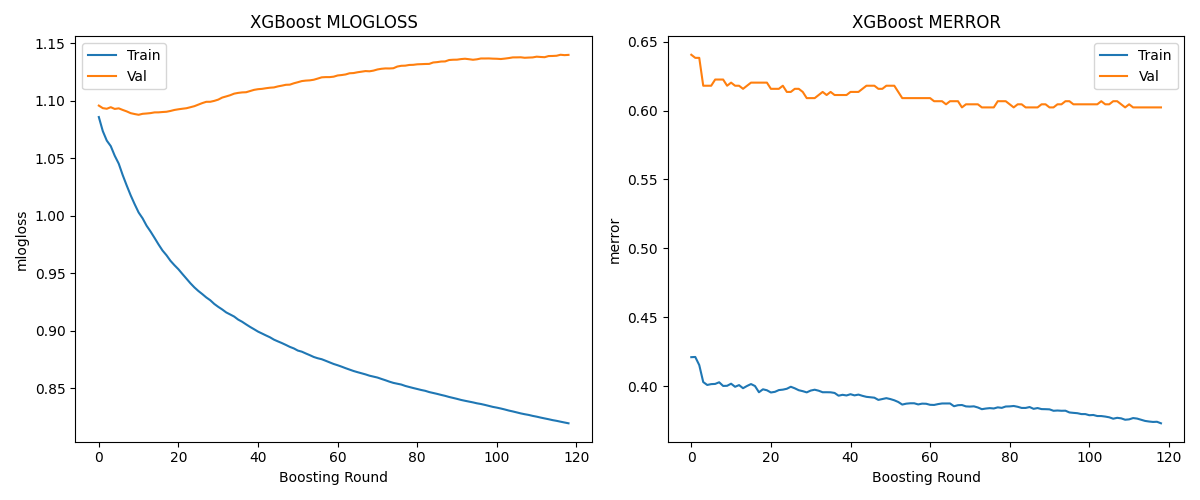 XGBoost MLOGLOSS
1.15
1.10
1.05
1.00
0.95
0.90
0.85
mlogloss
Train
Val
0 20 40 60 80 100 120
Boosting Round
XGBoost MERROR
0.65
0.60
0.55
0.50
0.45
0.40
merror
Train
Val
0 20 40 60 80 100 120
Boosting Round